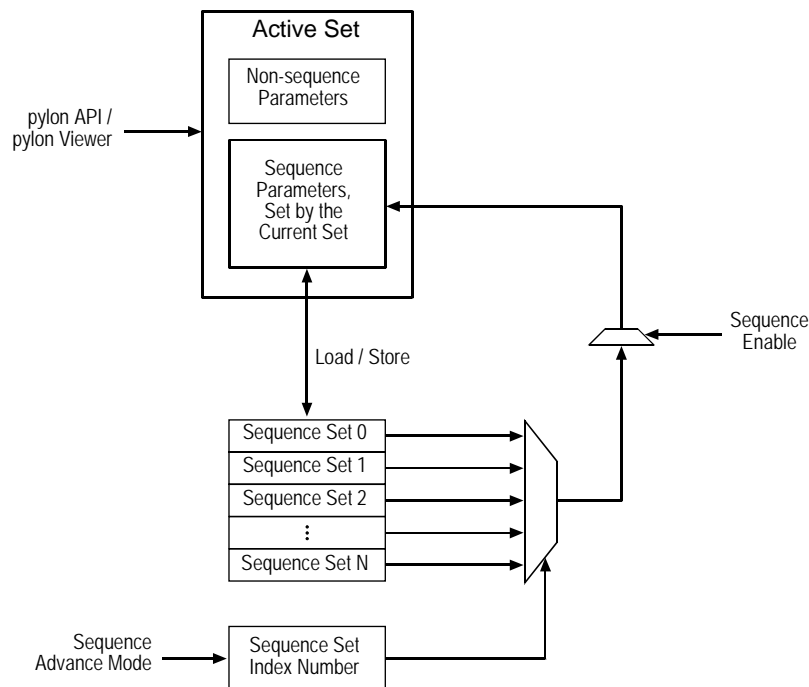 Active Set
Non-sequence
Parameters
pylon API /
pylon Viewer
Sequence
Parameters,
Set by the
Current Set
Sequence
Enable
Load / Store
Sequence Set 0
Sequence Set 1
Sequence Set 2
⋮
Sequence Set N
Sequence
Advance Mode
Sequence Set
Index Number